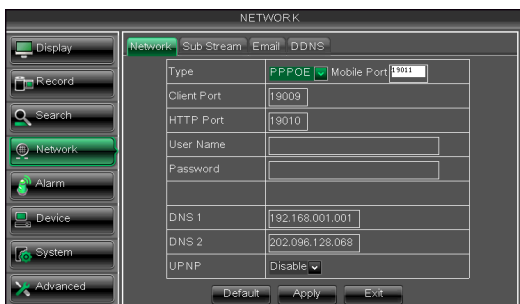 NETWORK
Display
Record
Search
Network
Alarm
Device
System
Advanced
Network Sub Stream Email DDNS
Type PPPOE Mobile Port 19011
Client Port 19009
HTTP Port 19010
User Name
Password
DNS 1 192.168.001.001
DNS 2 202.096.128.068
UPNP Disable
Default Apply Exit